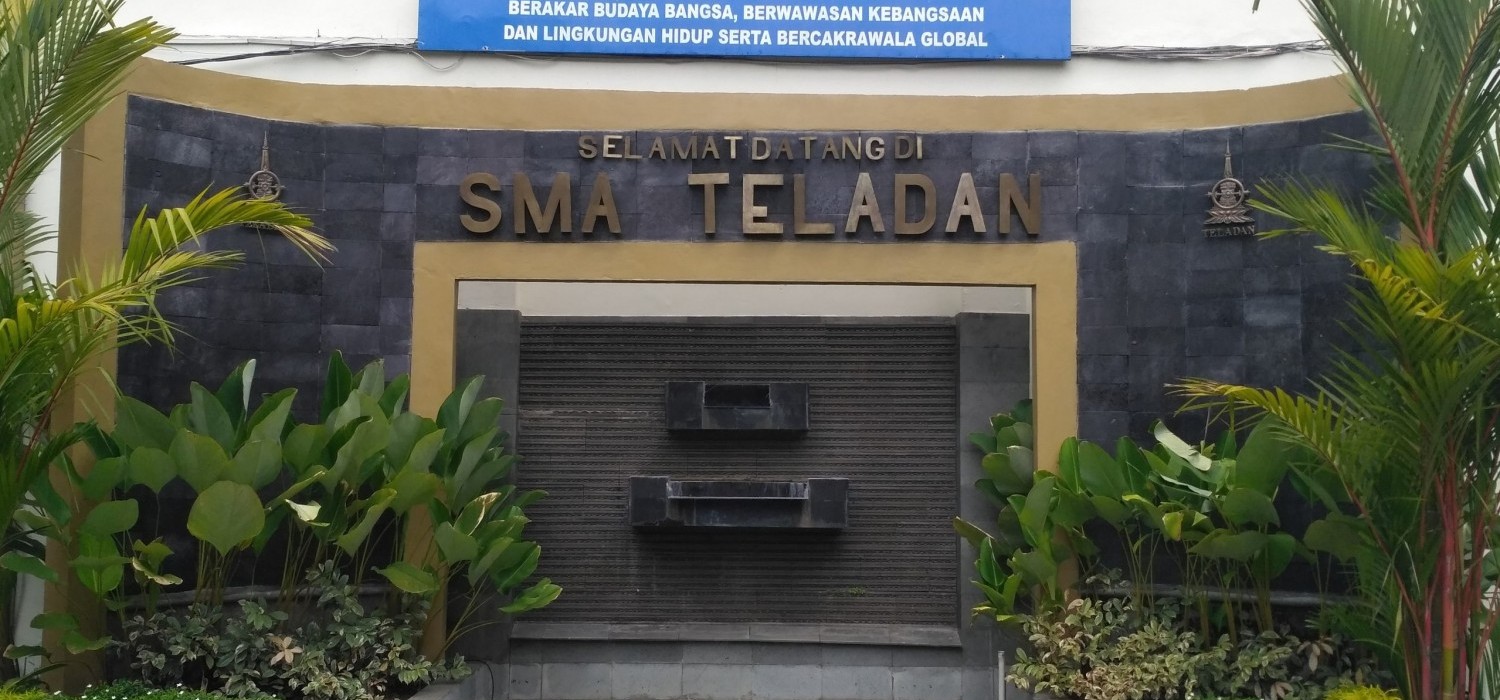 BERAKAR BUDAYA BANGSA, BERWAWASAN KEBANGSAAN
DAN LINGKUNGAN HIDUP SERTA BERCAKRAWALA GLOBAL
SELAMAT DATANG DI
SMA TELADAN
TELADAN